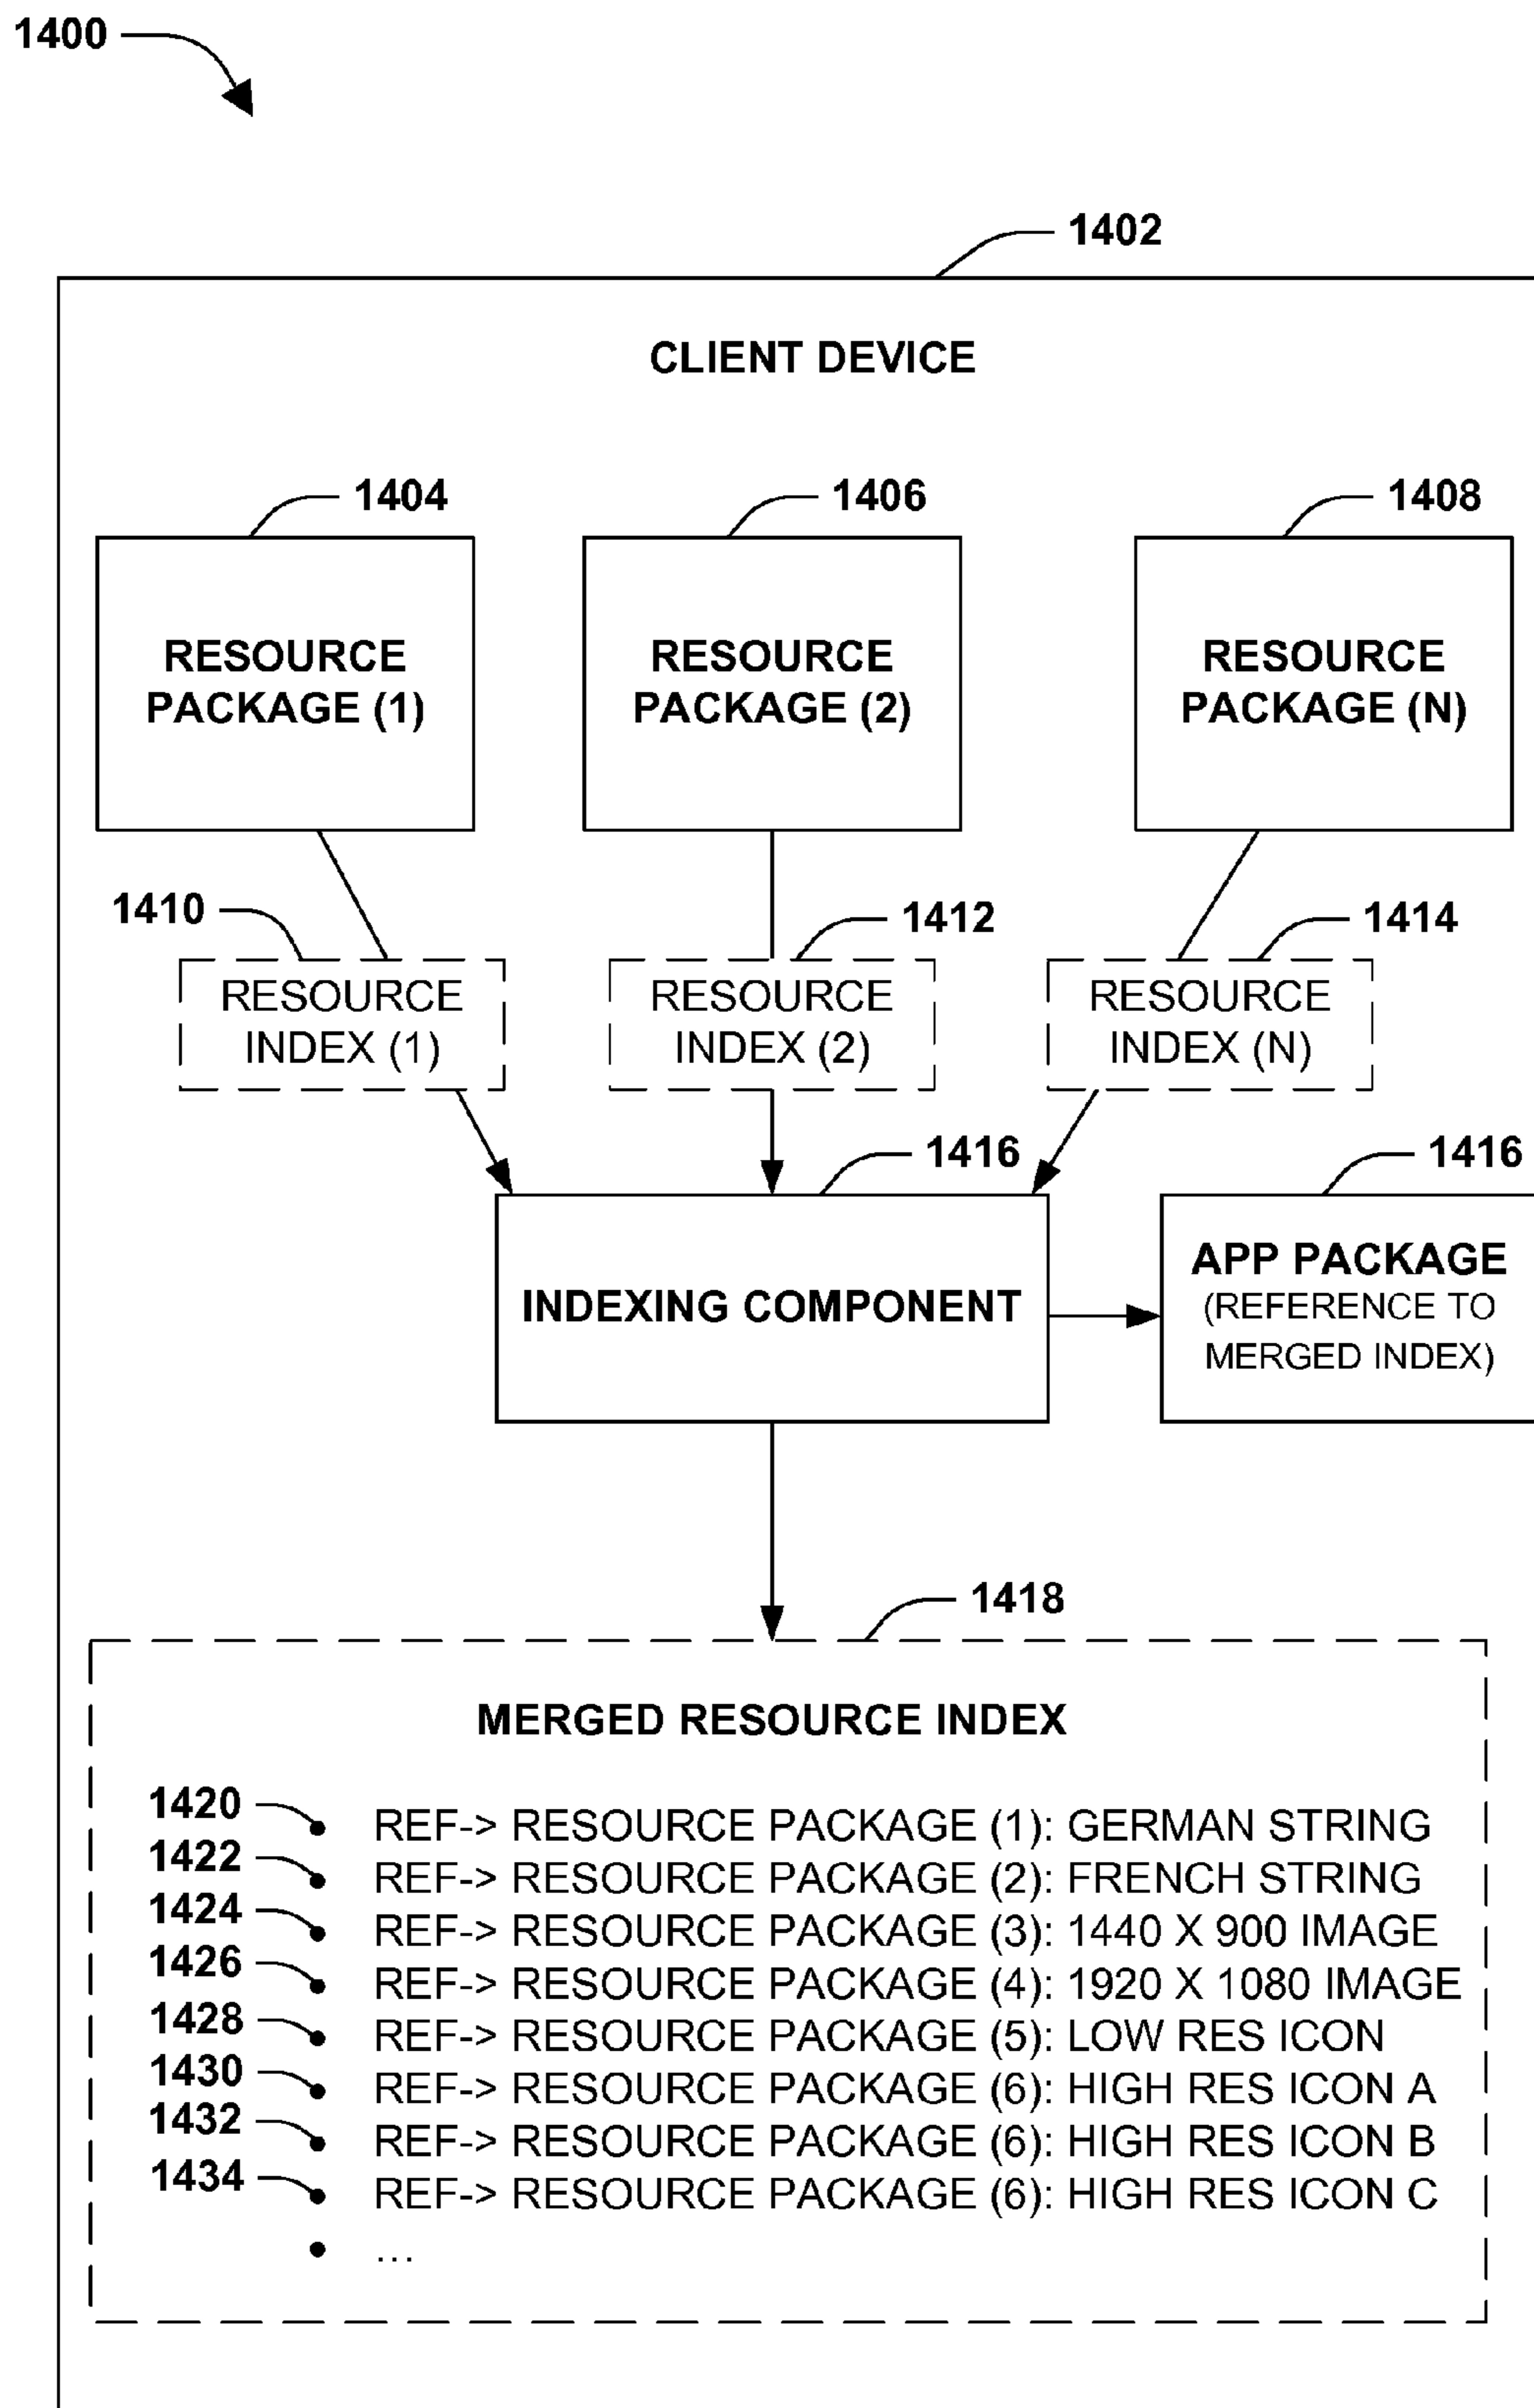 1400
1402
CLIENT DEVICE
1404
1406
1408
RESOURCE
PACKAGE (1)
RESOURCE
PACKAGE (2)
RESOURCE
PACKAGE (N)
1410
1412
1414
RESOURCE
INDEX (1)
RESOURCE
INDEX (2)
RESOURCE
INDEX (N)
1416
1416
INDEXING COMPONENT
APP PACKAGE
(REFERENCE TO
MERGED INDEX)
1418
MERGED RESOURCE INDEX
1420 • REF-> RESOURCE PACKAGE (1): GERMAN STRING
1422 • REF-> RESOURCE PACKAGE (2): FRENCH STRING
1424 • REF-> RESOURCE PACKAGE (3): 1440 X 900 IMAGE
1426 • REF-> RESOURCE PACKAGE (4): 1920 X 1080 IMAGE
1428 • REF-> RESOURCE PACKAGE (5): LOW RES ICON
1430 • REF-> RESOURCE PACKAGE (6): HIGH RES ICON A
1432 • REF-> RESOURCE PACKAGE (6): HIGH RES ICON B
1434 • REF-> RESOURCE PACKAGE (6): HIGH RES ICON C
• ...